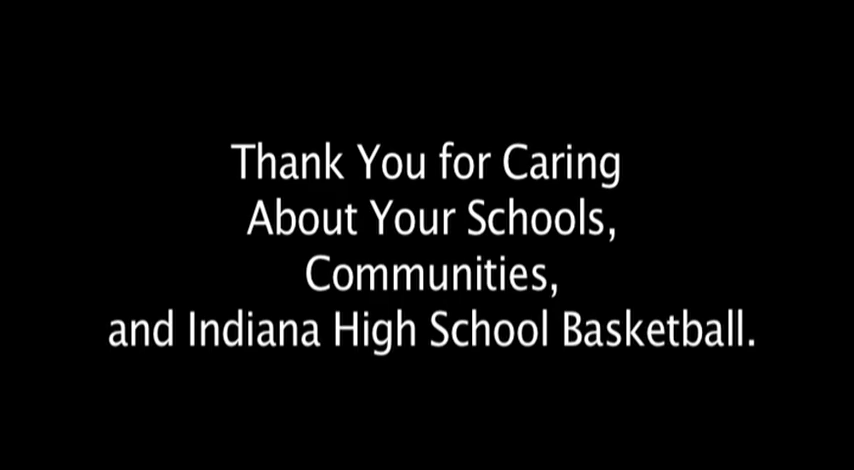 Thank You for Caring
About Your Schools,
Communities,
and Indiana High School Basketball.